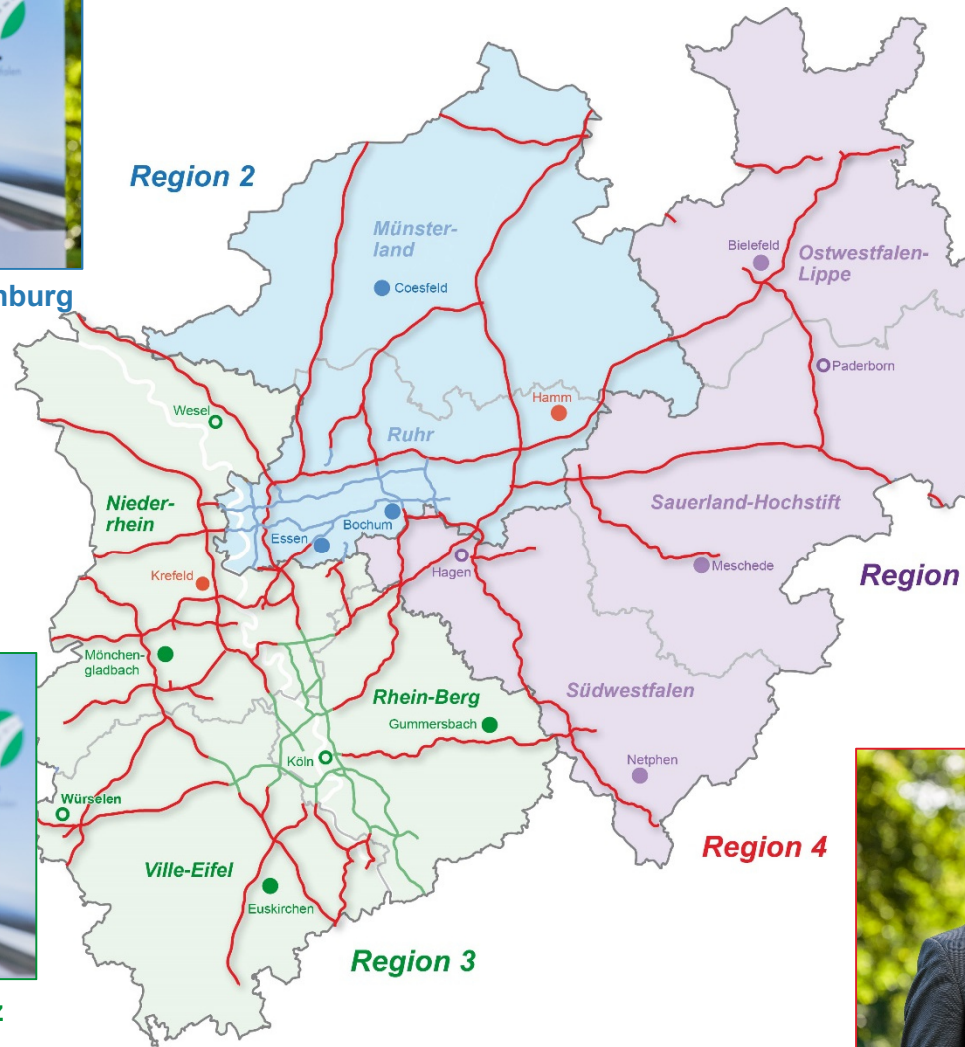 Region 2
Münster-
land
Coesfeld
Bielefeld
Ostwestfalen-
Lippe
nburg
Paderborn
Wesel
Hamm
Ruhr
Nieder-
rhein
Sauerland-Hochstift
Bochum
Essen
Hagen
Meschede
Krefeld
Region
Mönchen-
gladbach
Südwestfalen
Rhein-Berg
Gummersbach
Köln
Netphen
Würselen
Region 4
Ville-Eifel
Euskirchen
Region 3
z